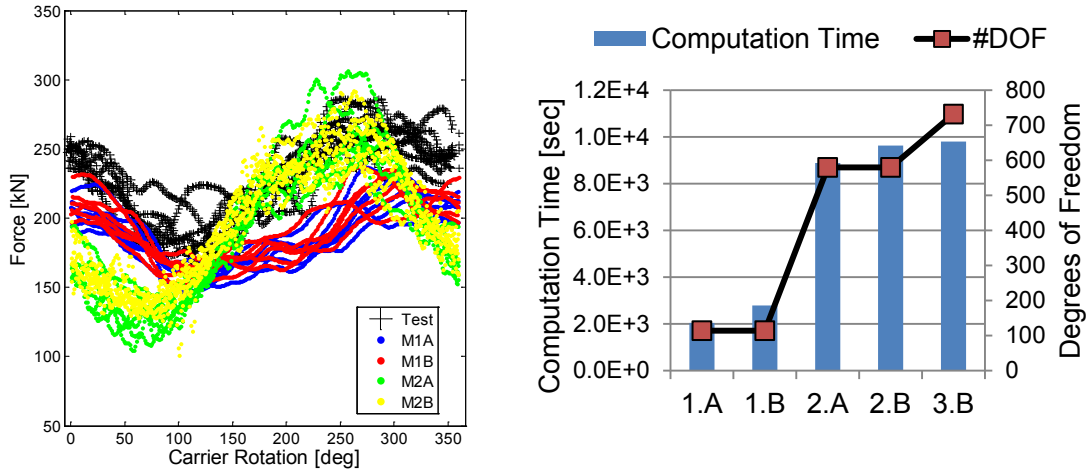 350
300
250
200
150
100
50
0 50 100 150 200 250 300 350
Force [kN]
Carrier Rotation [deg]
Test
M1A
M1B
M2A
M2B
Computation Time #DOF
1.2E+4
1.0E+4
8.0E+3
6.0E+3
4.0E+3
2.0E+3
0.0E+0
Computation Time [sec]
800
700
600
500
400
300
200
100
0
Degrees of Freedom
1.A 1.B 2.A 2.B 3.B